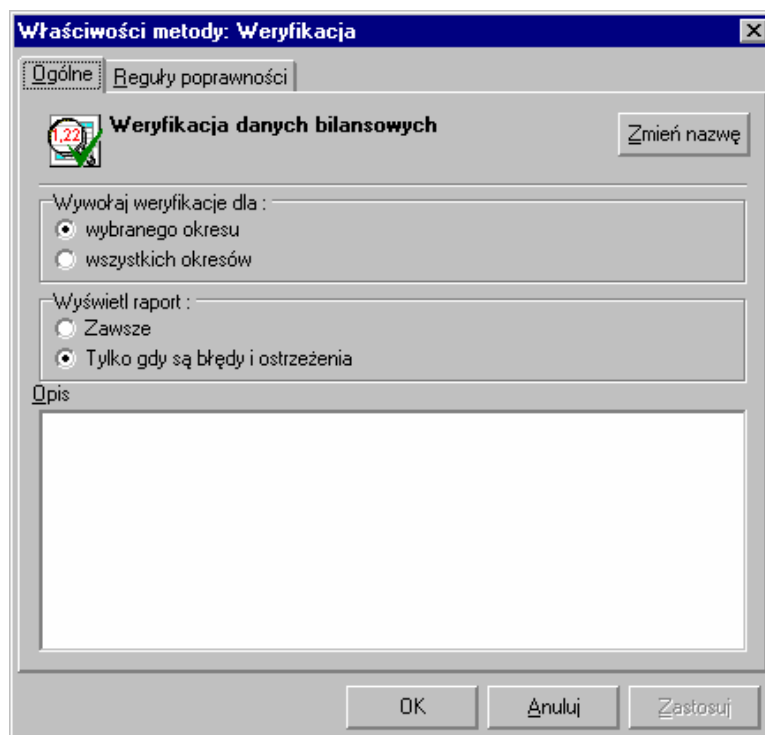 Właściwości metody: Weryfikacja
Ogólne
Reguły poprawności
1,22
Weryfikacja danych bilansowych
Zmień nazwę
Wywołaj weryfikacje dla :
wybranego okresu
wszystkich okresów
Wyświetl raport :
Zawsze
Tylko gdy są błędy i ostrzeżenia
Opis
OK
Anuluj
Zastosuj